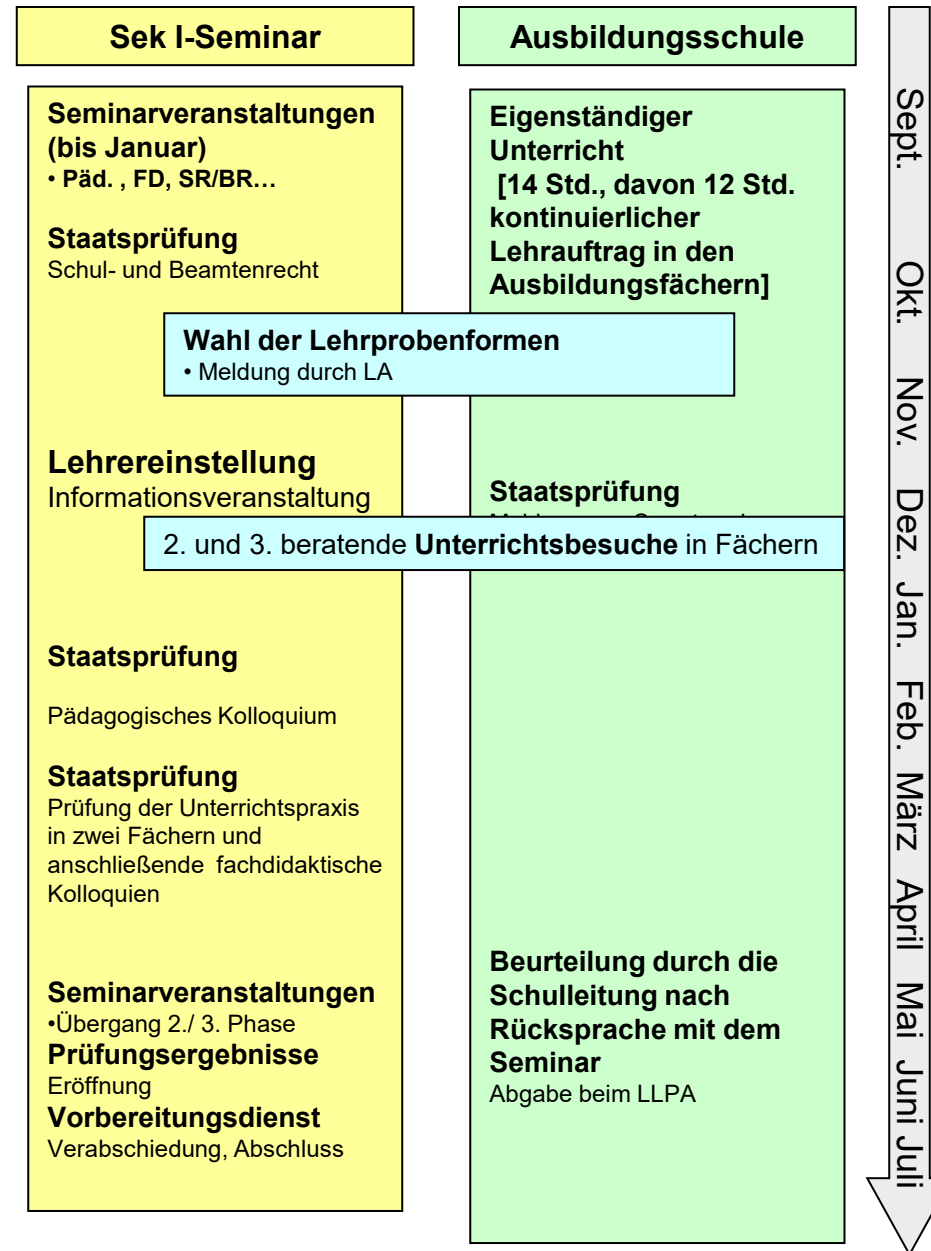 Sek I-Seminar
Seminarveranstaltungen
(bis Januar)
• Päd. , FD, SR/BR…
Staatsprüfung
Schul- und Beamtenrecht
Lehrereinstellung
Informationsveranstaltung
Staatsprüfung
Pädagogisches Kolloquium
Staatsprüfung
Prüfung der Unterrichtspraxis
in zwei Fächern und
anschließende fachdidaktische
Kolloquien
Seminarveranstaltungen
•Übergang 2./ 3. Phase
Prüfungsergebnisse
Eröffnung
Vorbereitungsdienst
Verabschiedung, Abschluss
Ausbildungsschule
Eigenständiger
Unterricht
[14 Std., davon 12 Std.
kontinuierlicher
Lehrauftrag in den
Ausbildungsfächern]
Wahl der Lehrprobenformen
• Meldung durch LA
Staatsprüfung
2. und 3. beratende Unterrichtsbesuche in Fächern
Beurteilung durch die
Schulleitung nach
Rücksprache mit dem
Seminar
Abgabe beim LLPA
Sept. Okt. Nov. Dez. Jan. Feb. März April Mai Juni Juli